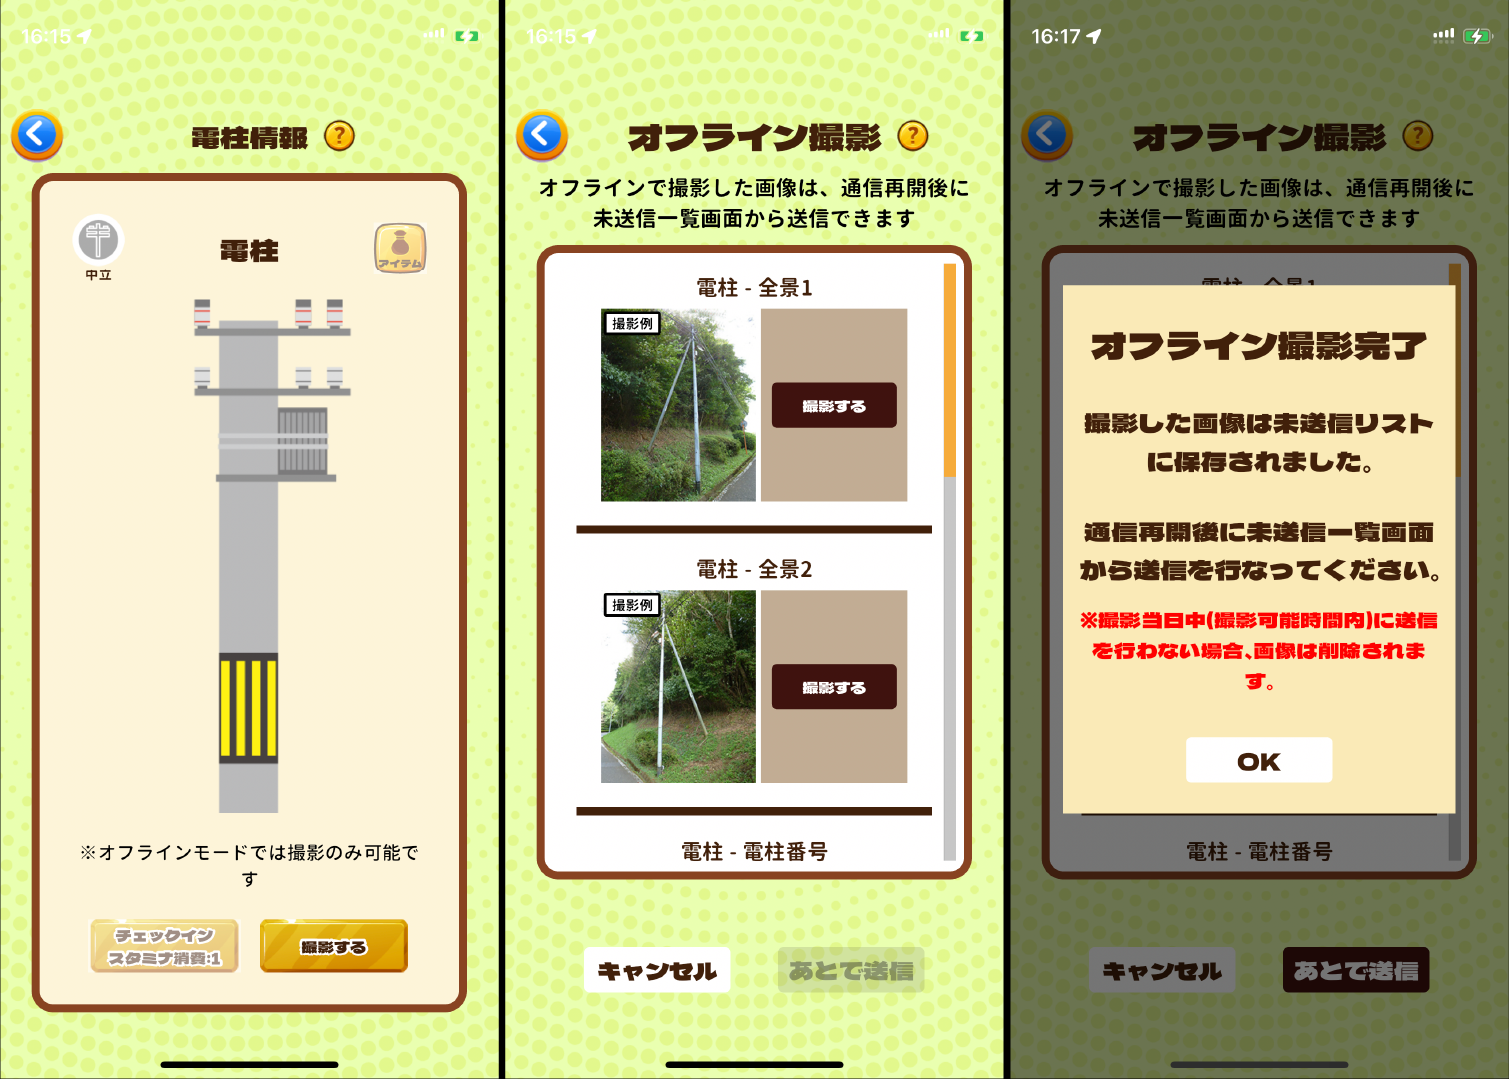 16:15
電柱情報 ?
中立
電柱
アイテム
※オフラインモードでは撮影のみ可能で
す
チェックイン
スタミナ消費:1
撮影する
16:15
オフライン撮影 ?
オフラインで撮影した画像は、通信再開後に
未送信一覧画面から送信できます
電柱 - 全景1
撮影例
撮影する
電柱 - 全景2
撮影例
撮影する
電柱 - 電柱番号
キャンセル
あとで送信
16:17
オフライン撮影 ?
オフラインで撮影した画像は、通信再開後に
未送信一覧画面から送信できます
電柱 - 全景1
オフライン撮影完了
撮影した画像は未送信リスト
に保存されました。
通信再開後に未送信一覧画面
から送信を行なってください。
※撮影当日中(撮影可能時間内)に送信
を行わない場合、画像は削除されま
す。
OK
電柱 - 電柱番号
キャンセル
あとで送信